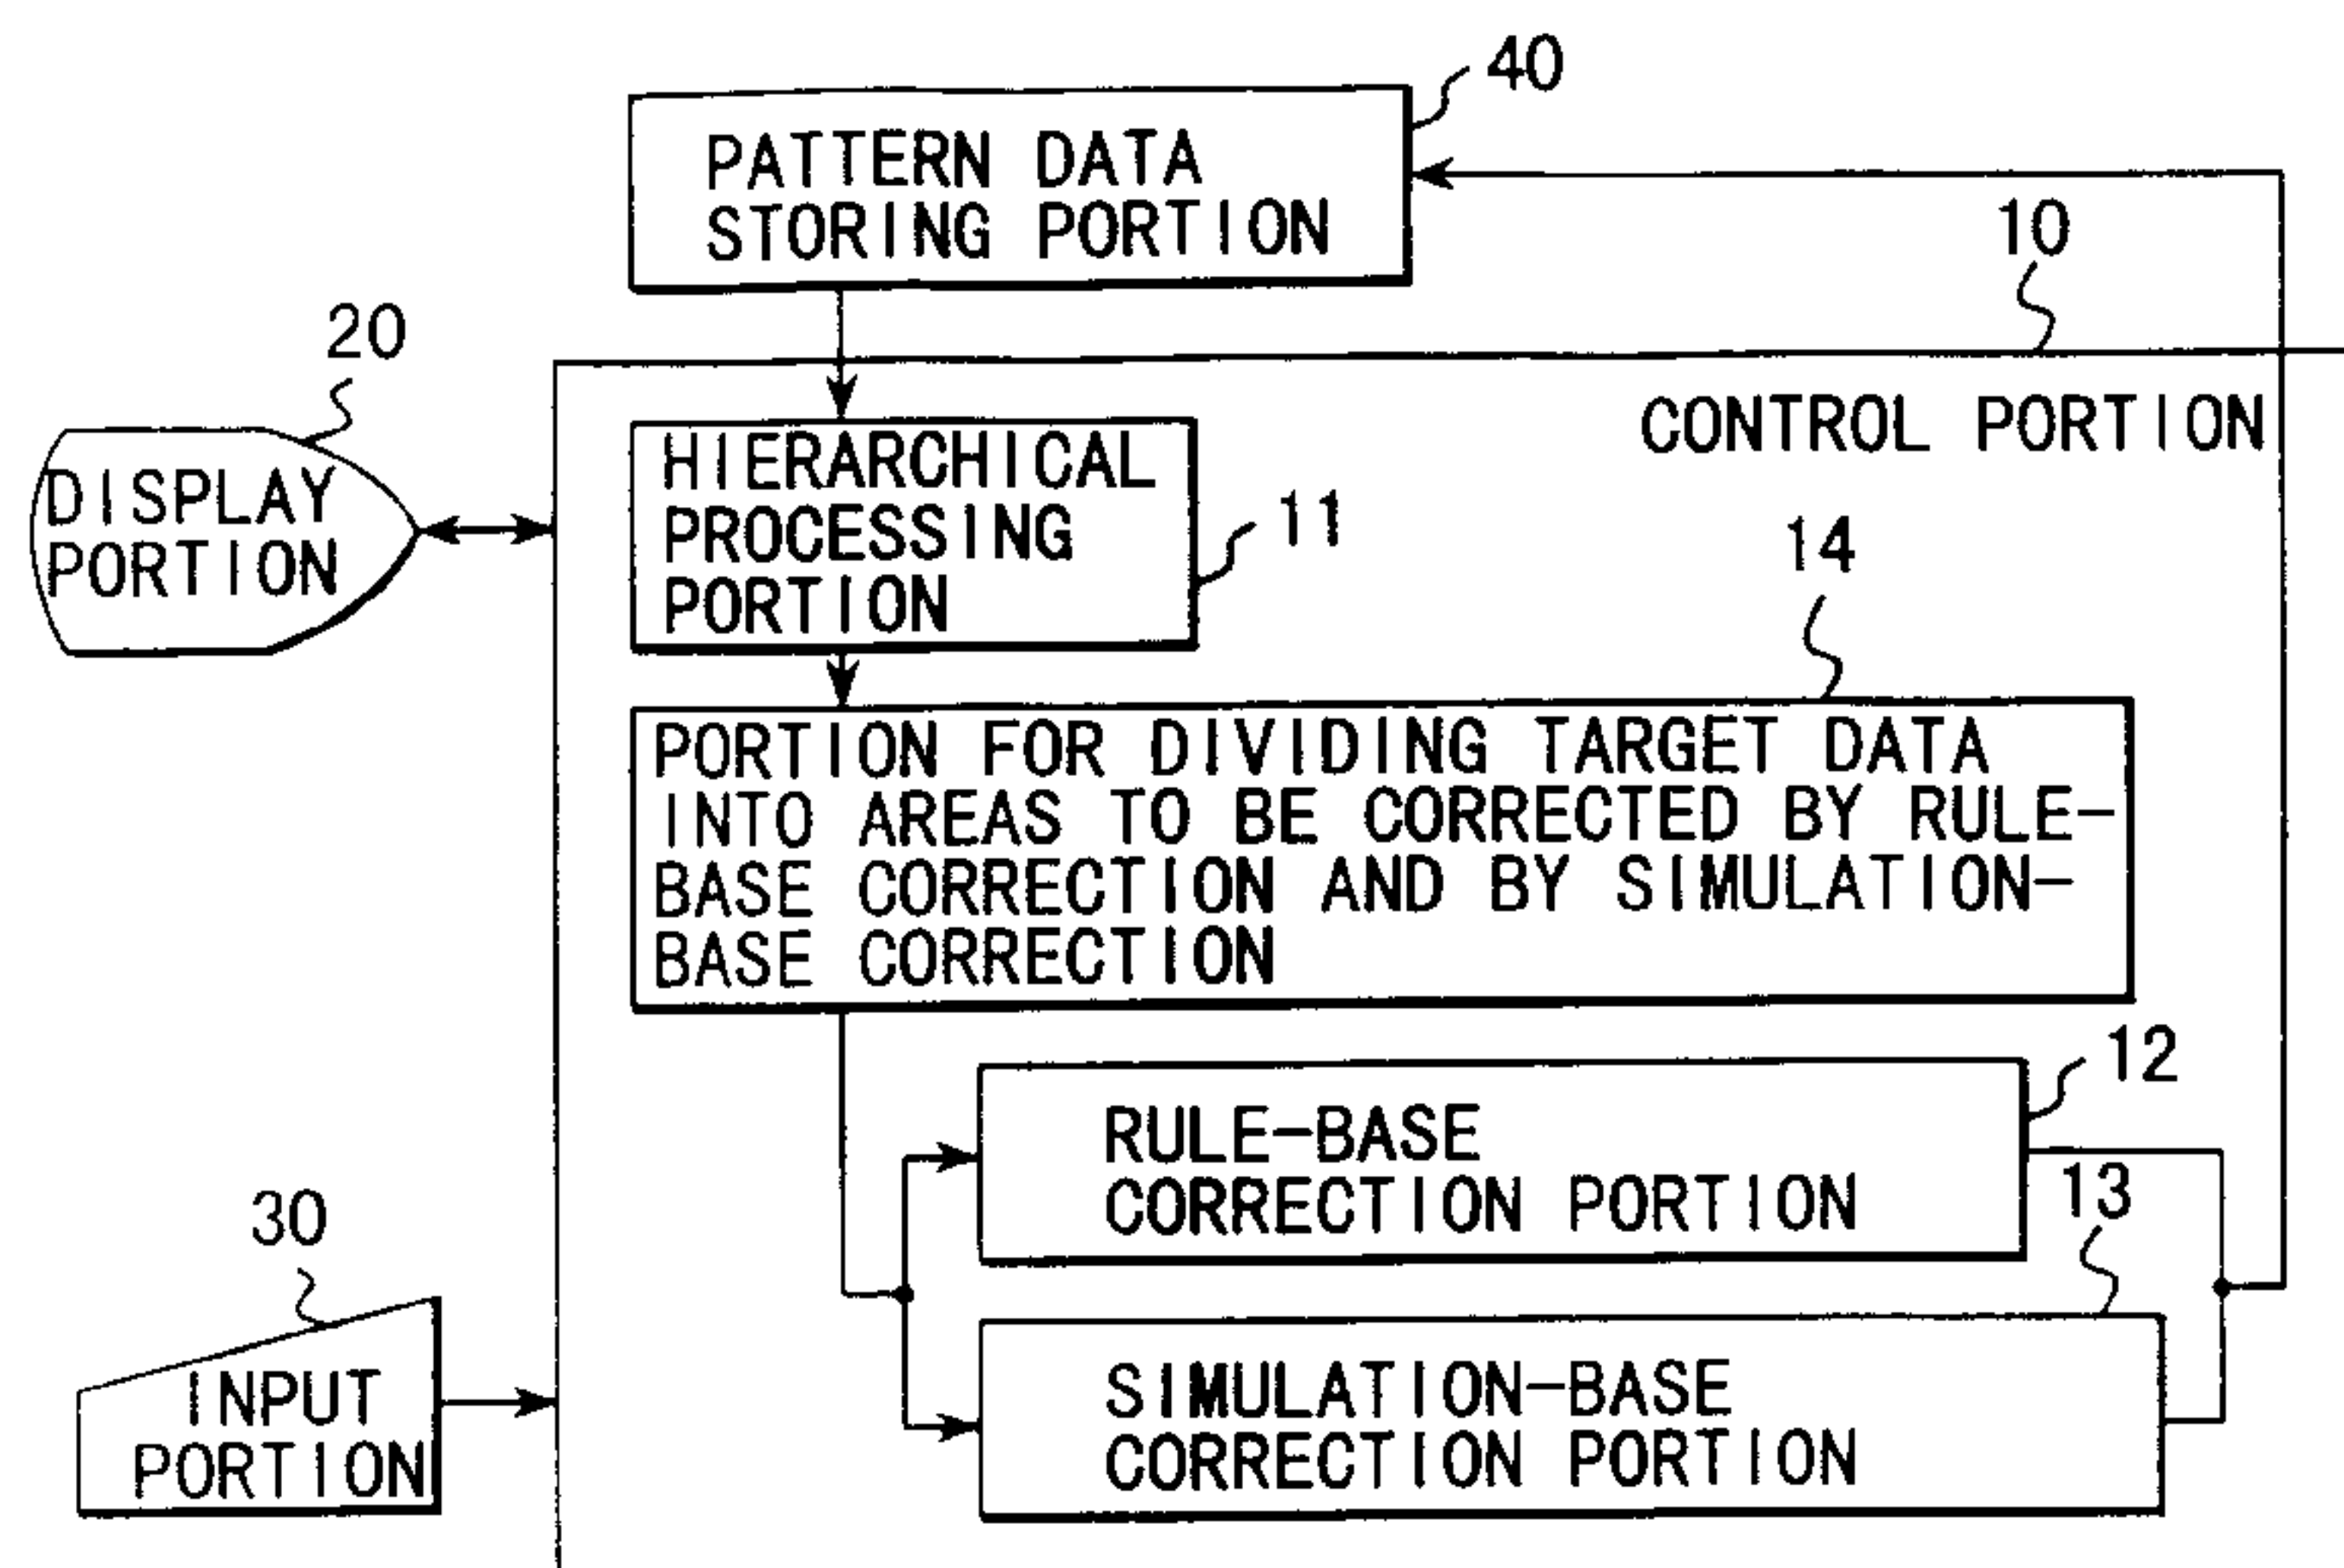 40
PATTERN DATA
STORING PORTION
10
20
CONTROL PORTION
DISPLAY
PORTION
HIERARCHICAL
PROCESSING
PORTION
11
14
PORTION FOR DIVIDING TARGET DATA
INTO AREAS TO BE CORRECTED BY RULE-
BASE CORRECTION AND BY SIMULATION-
BASE CORRECTION
12
RULE-BASE
CORRECTION PORTION
13
30
INPUT
PORTION
SIMULATION-BASE
CORRECTION PORTION